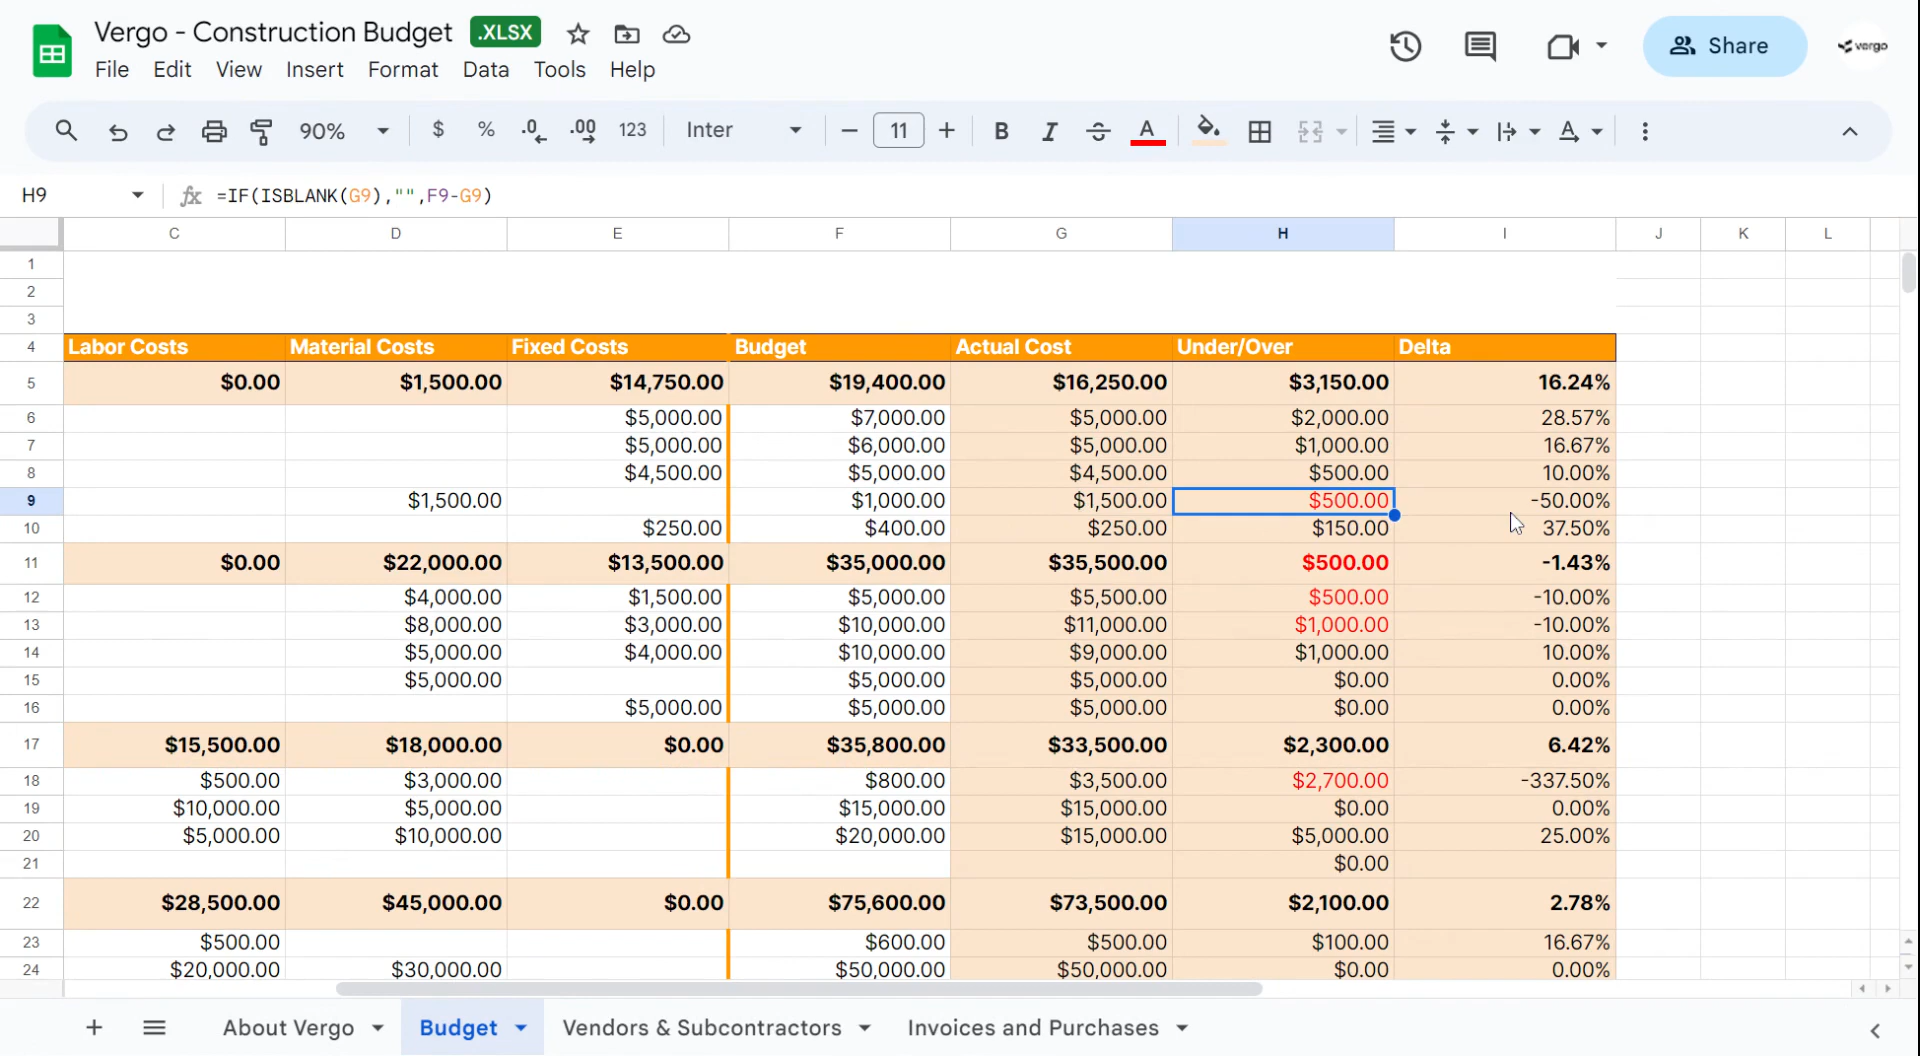 Vergo - Construction Budget .XLSX
File Edit View Insert Format Data Tools Help
Share
vergo
90% $ % .0 .00 123 Inter 11 B I A A
H9 fx =IF(ISBLANK(G9),"",F9-G9)
C D E F G H I J K L
1
2
3
4 Labor Costs Material Costs Fixed Costs Budget Actual Cost Under/Over Delta
5 $0.00 $1,500.00 $14,750.00 $19,400.00 $16,250.00 $3,150.00 16.24%
6 $5,000.00 $7,000.00 $5,000.00 $2,000.00 28.57%
7 $5,000.00 $6,000.00 $5,000.00 $1,000.00 16.67%
8 $4,500.00 $5,000.00 $4,500.00 $500.00 10.00%
9 $1,500.00 $1,000.00 $1,500.00 $500.00 -50.00%
10 $250.00 $400.00 $250.00 $150.00 37.50%
11 $0.00 $22,000.00 $13,500.00 $35,000.00 $35,500.00 $500.00 -1.43%
12 $4,000.00 $1,500.00 $5,000.00 $5,500.00 $500.00 -10.00%
13 $8,000.00 $3,000.00 $10,000.00 $11,000.00 $1,000.00 -10.00%
14 $5,000.00 $4,000.00 $10,000.00 $9,000.00 $1,000.00 10.00%
15 $5,000.00 $5,000.00 $5,000.00 $0.00 0.00%
16 $5,000.00 $5,000.00 $5,000.00 $0.00 0.00%
17 $15,500.00 $18,000.00 $0.00 $35,800.00 $33,500.00 $2,300.00 6.42%
18 $500.00 $3,000.00 $800.00 $3,500.00 $2,700.00 -337.50%
19 $10,000.00 $5,000.00 $15,000.00 $15,000.00 $0.00 0.00%
20 $5,000.00 $10,000.00 $20,000.00 $15,000.00 $5,000.00 25.00%
21 $0.00
22 $28,500.00 $45,000.00 $0.00 $75,600.00 $73,500.00 $2,100.00 2.78%
23 $500.00 $600.00 $500.00 $100.00 16.67%
24 $20,000.00 $30,000.00 $50,000.00 $50,000.00 $0.00 0.00%
About Vergo Budget Vendors & Subcontractors Invoices and Purchases